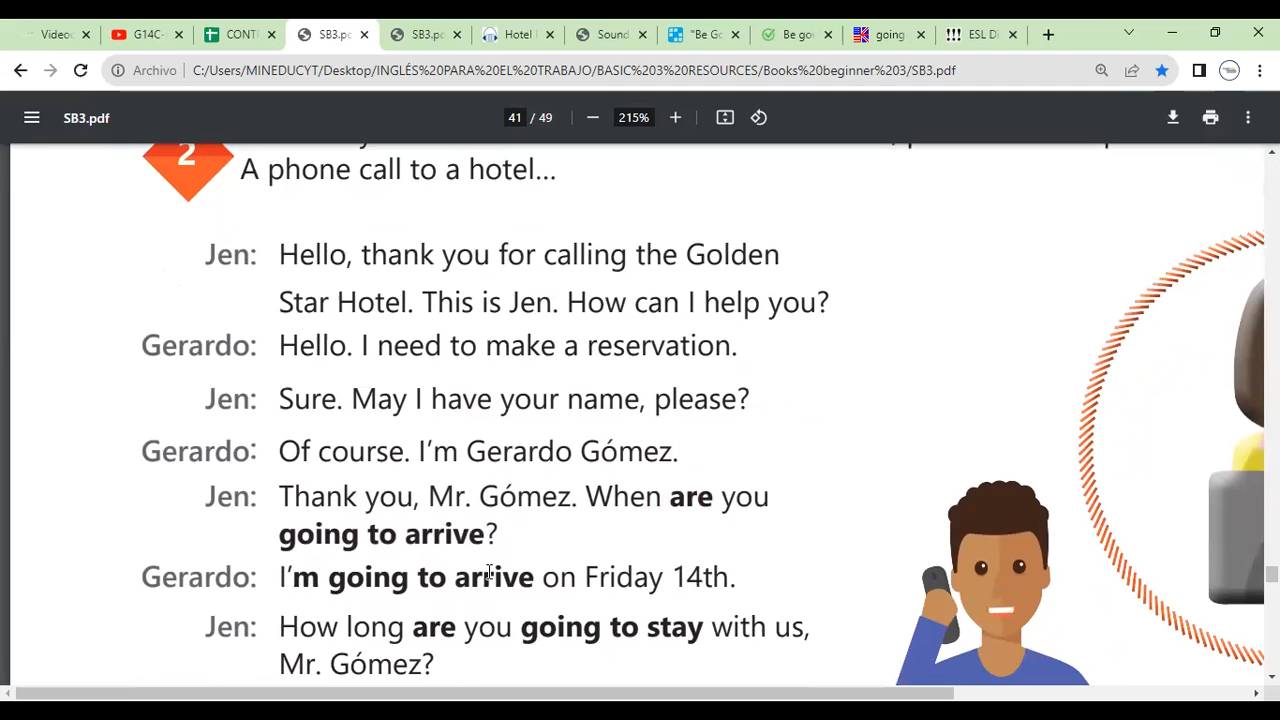 Videoc
G14C-
CONT
SB3.pc
SB3.pc
Hotel
Sound
"Be Go
Be go
going
ESL Di
Archivo C:/Users/MINEDUCYT/Desktop/INGLÉS%20PARA%20EL%20TRABAJO/BASIC%203%20RESOURCES/Books%20beginner%203/SB3.pdf
SB3.pdf 41 / 49 215%
2
A phone call to a hotel...
Jen: Hello, thank you for calling the Golden
Star Hotel. This is Jen. How can I help you?
Gerardo: Hello. I need to make a reservation.
Jen: Sure. May I have your name, please?
Gerardo: Of course. I'm Gerardo Gómez.
Jen: Thank you, Mr. Gómez. When are you
going to arrive?
Gerardo: I'm going to arrive on Friday 14th.
Jen: How long are you going to stay with us,
Mr. Gómez?